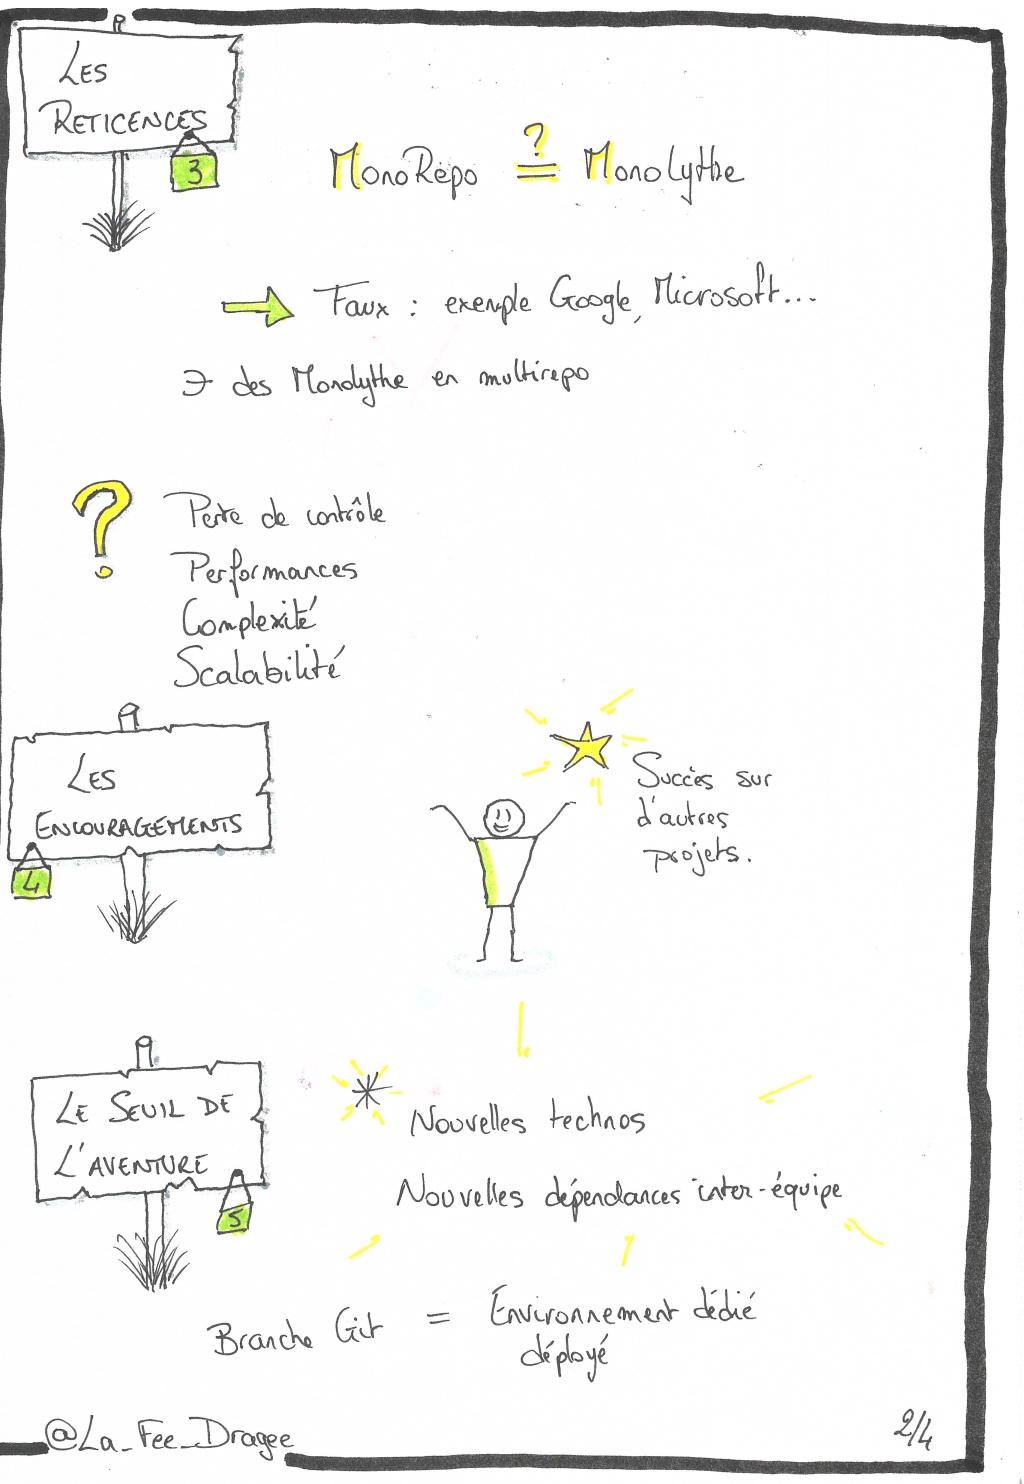 LES
RETICENCES
3
MonoRepo ?= MonoLythe
Faux : exemple Google, Microsoft...
∃ des Monolythe en multirepo
?
Perte de contrôle
Performances
Complexité
Scalabilité
LES
ENCOURAGEMENTS
4
Succès sur
d'autres
projets.
LE SEUIL DE
L'AVENTURE
5
Nouvelles technos
Nouvelles dépendances inter-équipe
Branche Git = Environnement dédié
déployé
@La_Fee_Dragee
2/4